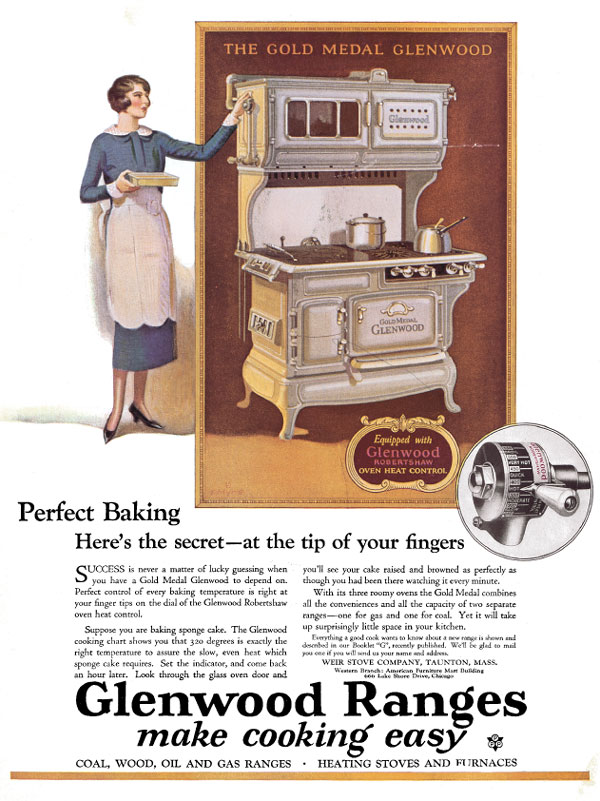 THE GOLD MEDAL GLENWOOD
Glenwood
GOLD MEDAL
GLENWOOD
Equipped with
Glenwood
ROBERTSHAW
OVEN HEAT CONTROL
VERY HOT
QUICK
HOT
Perfect Baking
Here's the secret—at the tip of your fingers
SUCCESS is never a matter of lucky guessing when
you have a Gold Medal Glenwood to depend on.
Perfect control of every baking temperature is right at
your finger tips on the dial of the Glenwood Robertshaw
oven heat control.
Suppose you are baking sponge cake. The Glenwood
cooking chart shows you that 320 degrees is exactly the
right temperature to assure the slow, even heat which
sponge cake requires. Set the indicator, and come back
an hour later. Look through the glass oven door and
you'll see your cake raised and browned as perfectly as
though you had been there watching it every minute.
With its three roomy ovens the Gold Medal combines
all the conveniences and all the capacity of two separate
ranges—one for gas and one for coal. Yet it will take
up surprisingly little space in your kitchen.
Everything a good cook wants to know about a new range is shown and
described in our Booklet "G", recently published. We'll be glad to mail
you one if you will send us your name and address.
WEIR STOVE COMPANY, TAUNTON, MASS.
Western Branch: American Furniture Mart Building
666 Lake Shore Drive, Chicago
Glenwood Ranges
make cooking easy
COAL, WOOD, OIL AND GAS RANGES · HEATING STOVES AND FURNACES